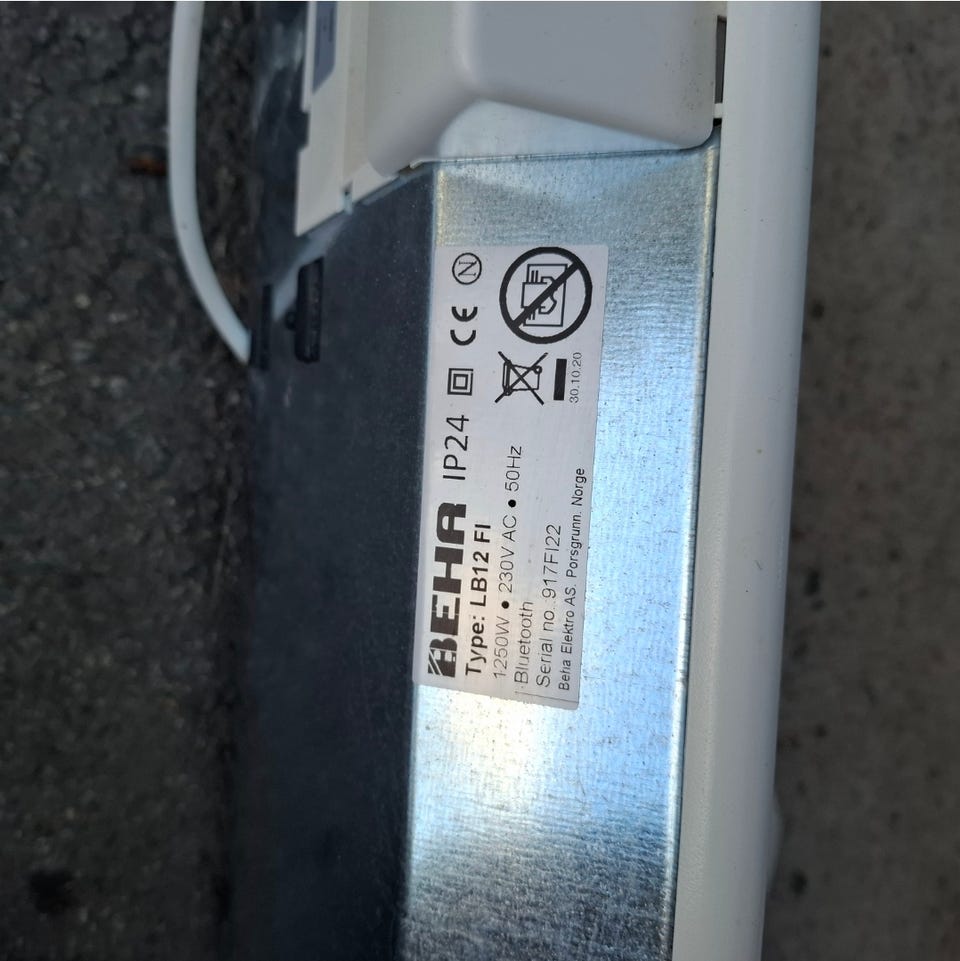 BEHA IP24 CE N
Type: LB12 FI
1250W • 230V AC • 50Hz
Bluetooth
Serial no.:917FI22
Beha Elektro AS. Porsgrunn. Norge
30.10.20